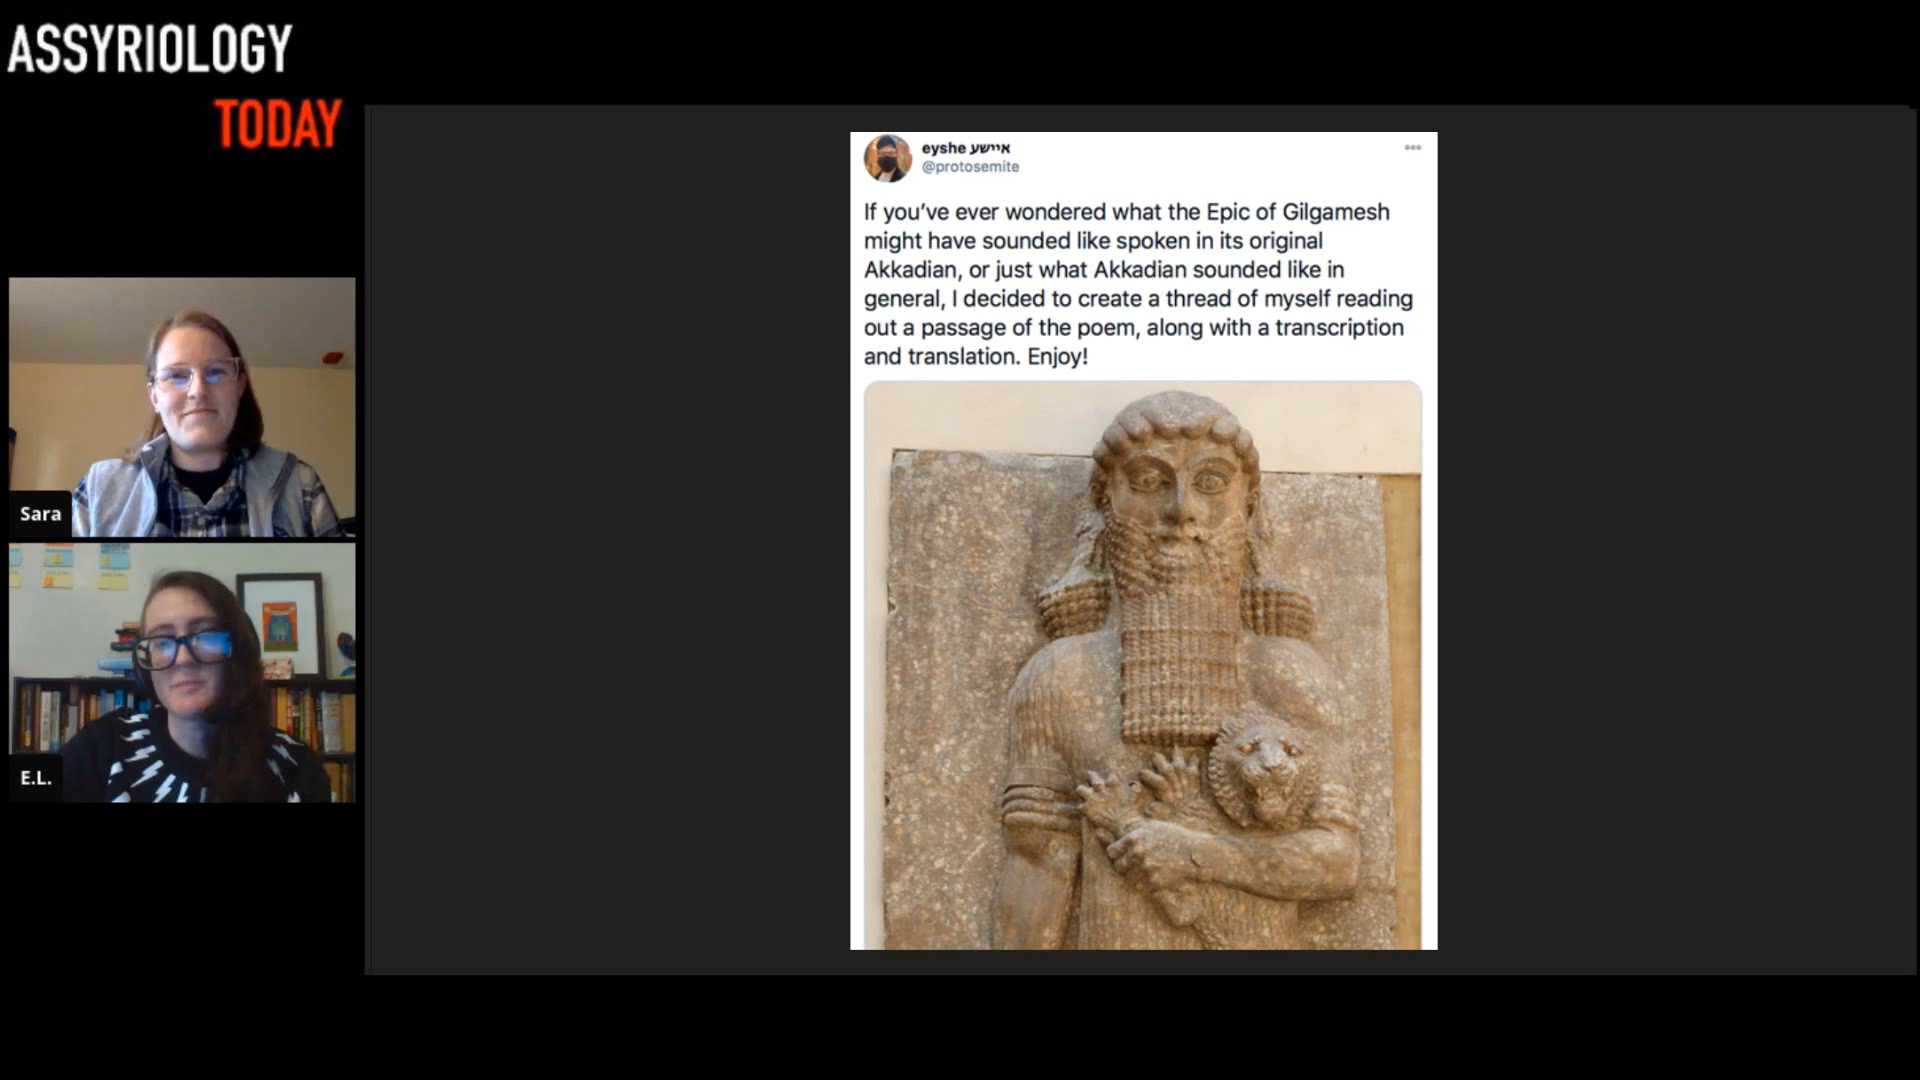 ASSYRIOLOGY
TODAY
Sara
E.L.
eyshe איישע
@protosemite
If you’ve ever wondered what the Epic of Gilgamesh
might have sounded like spoken in its original
Akkadian, or just what Akkadian sounded like in
general, I decided to create a thread of myself reading
out a passage of the poem, along with a transcription
and translation. Enjoy!